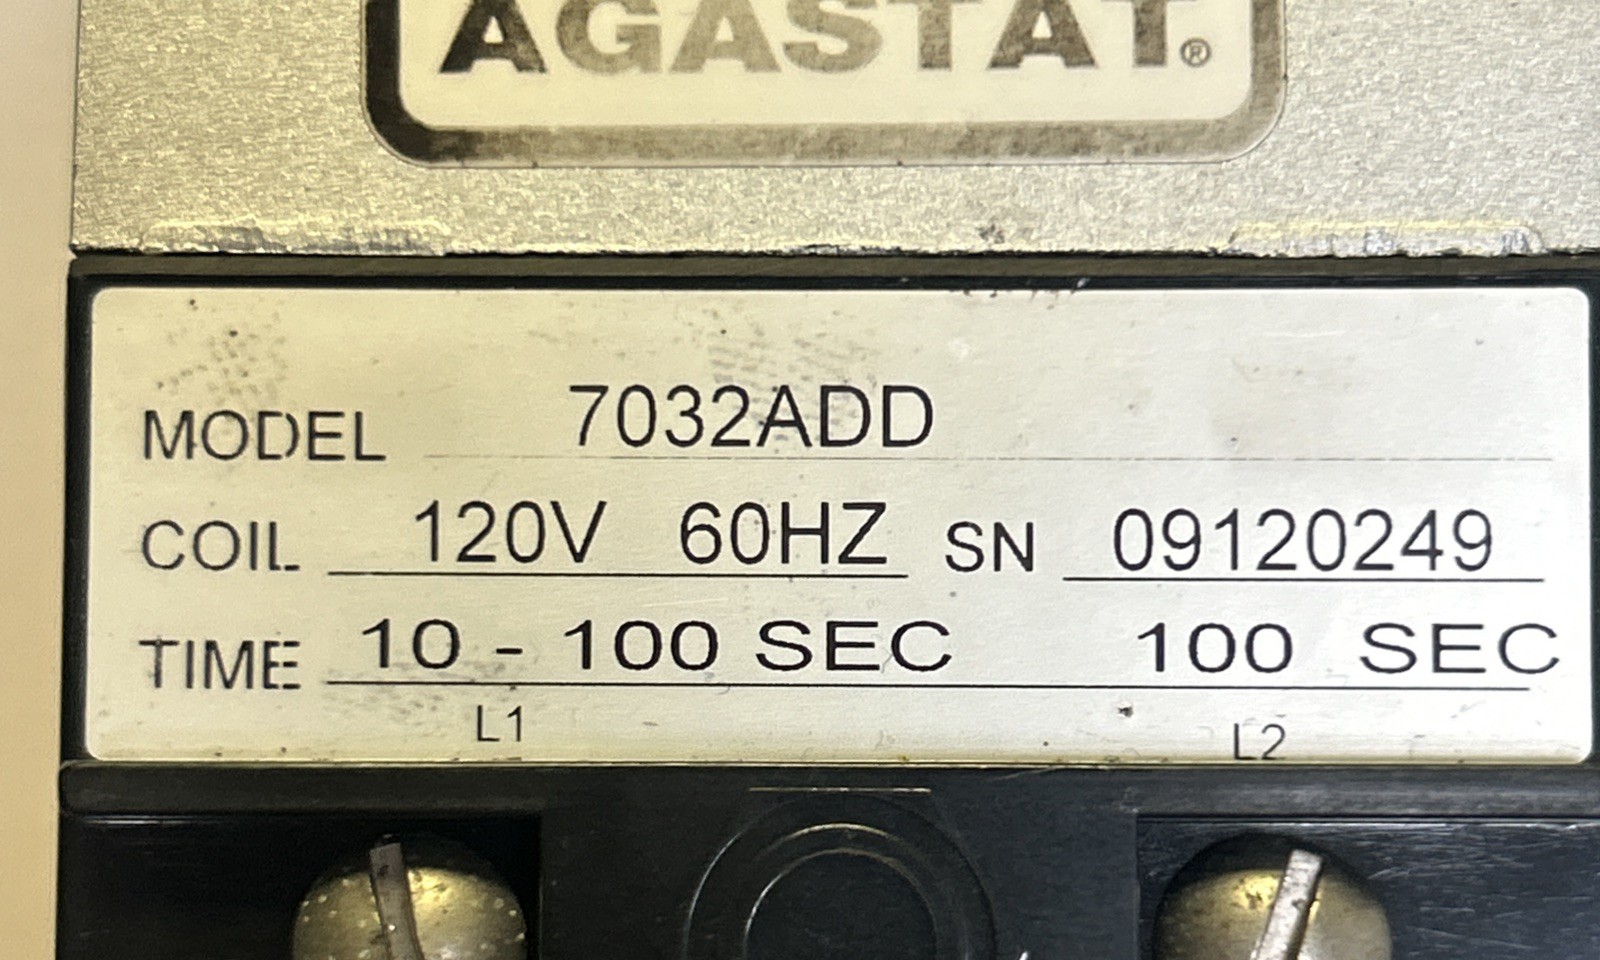 AGASTAT®
MODEL 7032ADD
COIL 120V 60HZ SN 09120249
TIME 10 - 100 SEC 100 SEC
L1 L2